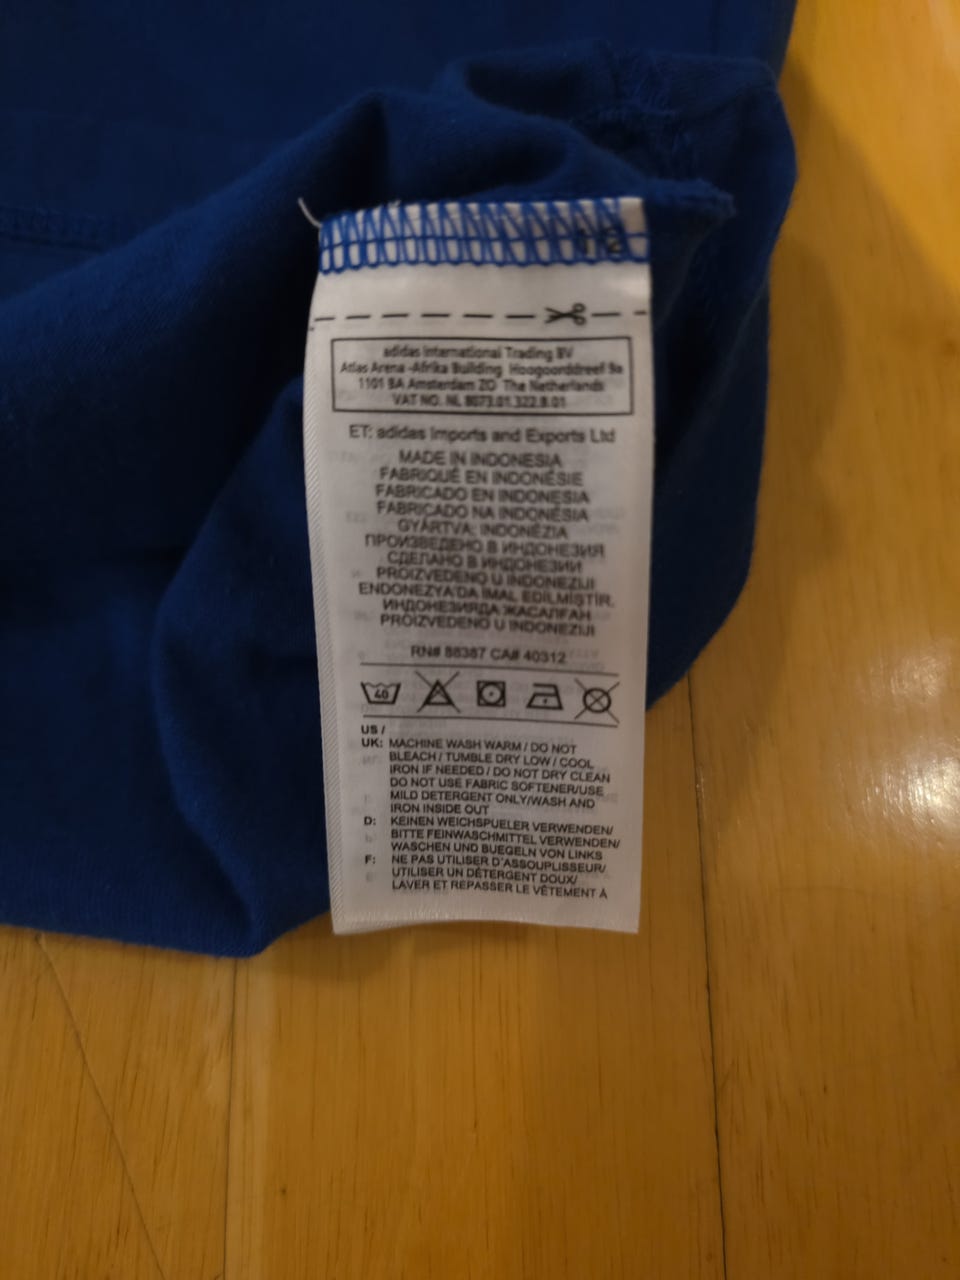 adidas International Trading BV
Atlas Arena -Afrika Building Hoogoorddreef 9a
1101 BA Amsterdam ZO The Netherlands
VAT NO. NL 8073.01.322.B.01
ET: adidas Imports and Exports Ltd
MADE IN INDONESIA
FABRIQUÉ EN INDONÉSIE
FABRICADO EN INDONESIA
FABRICADO NA INDONÉSIA
GYÁRTVA: INDONÉZIA
ПРОИЗВЕДЕНО В ИНДОНЕЗИЯ
СДЕЛАНО В ИНДОНЕЗИИ
PROIZVEDENO U INDONEZIJI
ENDONEZYA'DA İMAL EDİLMİŞTİR.
ИНДОНЕЗИЯДА ЖАСАЛҒАН
PROIZVEDENO U INDONEZIJI
RN# 88387 CA# 40312
40
US /
UK: MACHINE WASH WARM / DO NOT
BLEACH / TUMBLE DRY LOW / COOL
IRON IF NEEDED / DO NOT DRY CLEAN
DO NOT USE FABRIC SOFTENER/USE
MILD DETERGENT ONLY/WASH AND
IRON INSIDE OUT
D: KEINEN WEICHSPUELER VERWENDEN/
BITTE FEINWASCHMITTEL VERWENDEN/
WASCHEN UND BUEGELN VON LINKS
F: NE PAS UTILISER D'ASSOUPLISSEUR/
UTILISER UN DÉTERGENT DOUX/
LAVER ET REPASSER LE VÊTEMENT À